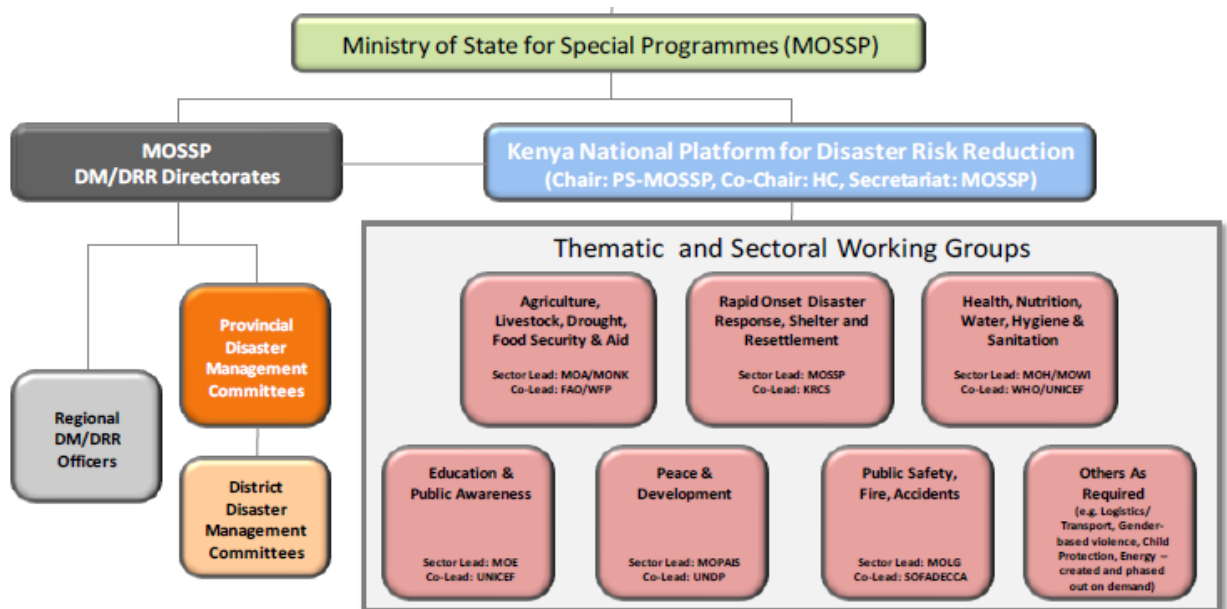 Ministry of State for Special Programmes (MOSSP)
MOSSP
DM/DRR Directorates
Kenya National Platform for Disaster Risk Reduction
(Chair: PS-MOSSP, Co-Chair: HC, Secretariat: MOSSP)
Provincial
Disaster
Management
Committees
Regional
DM/DRR
Officers
District
Disaster
Management
Committees
Thematic and Sectoral Working Groups
Agriculture,
Livestock, Drought,
Food Security & Aid
Sector Lead: MOA/MONK
Co-Lead: FAO/WFP
Rapid Onset Disaster
Response, Shelter and
Resettlement
Sector Lead: MOSSP
Co-Lead: KRCS
Health, Nutrition,
Water, Hygiene &
Sanitation
Sector Lead: MOH/MOWI
Co-Lead: WHO/UNICEF
Education &
Public Awareness
Sector Lead: MOE
Co-Lead: UNICEF
Peace &
Development
Sector Lead: MOPAIS
Co-Lead: UNDP
Public Safety,
Fire, Accidents
Sector Lead: MOLG
Co-Lead: SOFADECCA
Others As
Required
(e.g. Logistics/
Transport, Gender-
based violence, Child
Protection, Energy –
created and phased
out on demand)